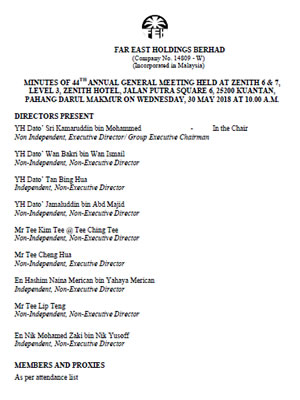 FEH
FAR EAST HOLDINGS BERHAD
(Company No. 14809 - W)
(Incorporated in Malaysia)
MINUTES OF 44TH ANNUAL GENERAL MEETING HELD AT ZENITH 6 & 7,
LEVEL 3, ZENITH HOTEL, JALAN PUTRA SQUARE 6, 25200 KUANTAN,
PAHANG DARUL MAKMUR ON WEDNESDAY, 30 MAY 2018 AT 10.00 A.M.
DIRECTORS PRESENT
YH Dato' Sri Kamaruddin bin Mohammed - In the Chair
Non Independent, Executive Director/ Group Executive Chairman
YH Dato' Wan Bakri bin Wan Ismail
Independent, Non-Executive Director
YH Dato' Tan Bing Hua
Independent, Non-Executive Director
YH Dato' Jamaluddin bin Abd Majid
Non-Independent, Non-Executive Director
Mr Tee Kim Tee @ Tee Ching Tee
Non-Independent, Non-Executive Director
Mr Tee Cheng Hua
Non-Independent, Executive Director
En Hashim Naina Merican bin Yahaya Merican
Independent, Non-Executive Director
Mr Tee Lip Teng
Non-Independent, Non-Executive Director
En Nik Mohamed Zaki bin Nik Yusoff
Independent, Non-Executive Director
MEMBERS AND PROXIES
As per attendance list